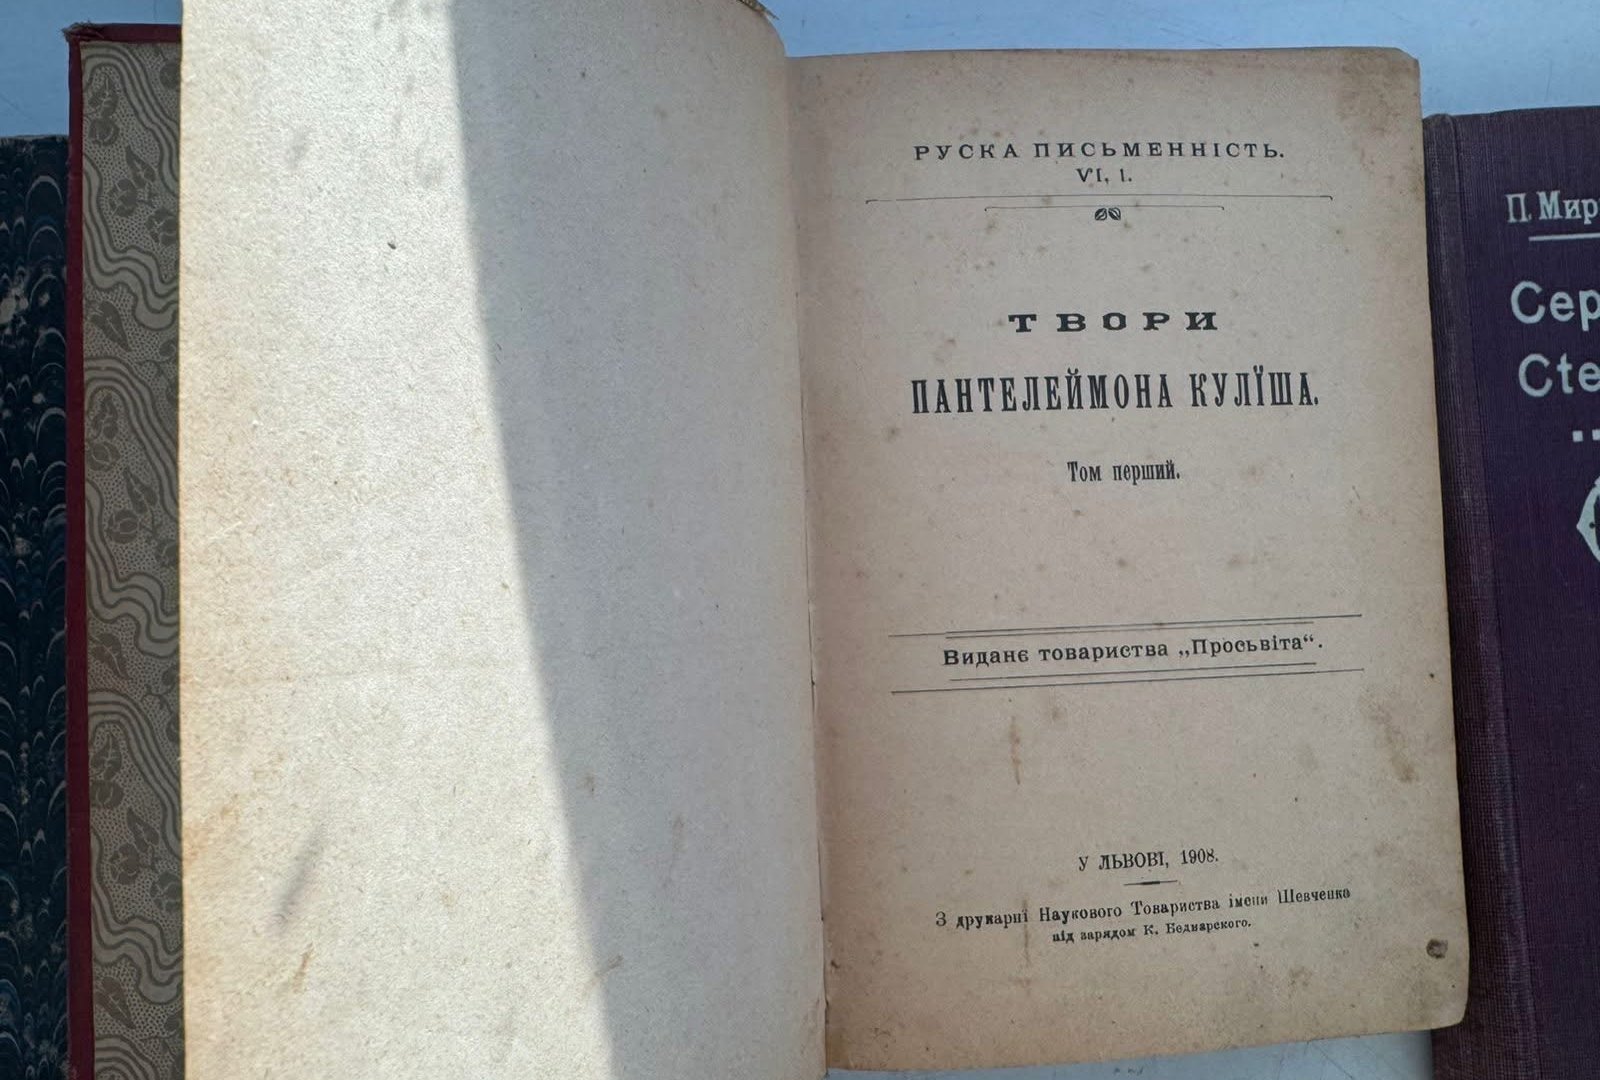 РУСКА ПИСЬМЕННІСТЬ.
VI, 1.
ТВОРИ
ПАНТЕЛЕЙМОНА КУЛЇША.
Том перший.
Виданє товариства „Просьвіта“.
У ЛЬВОВІ, 1908.
З друкарнї Наукового Товариства імени Шевченка
під зарядом К. Беднарского.
П. Мир
Сер
Сте